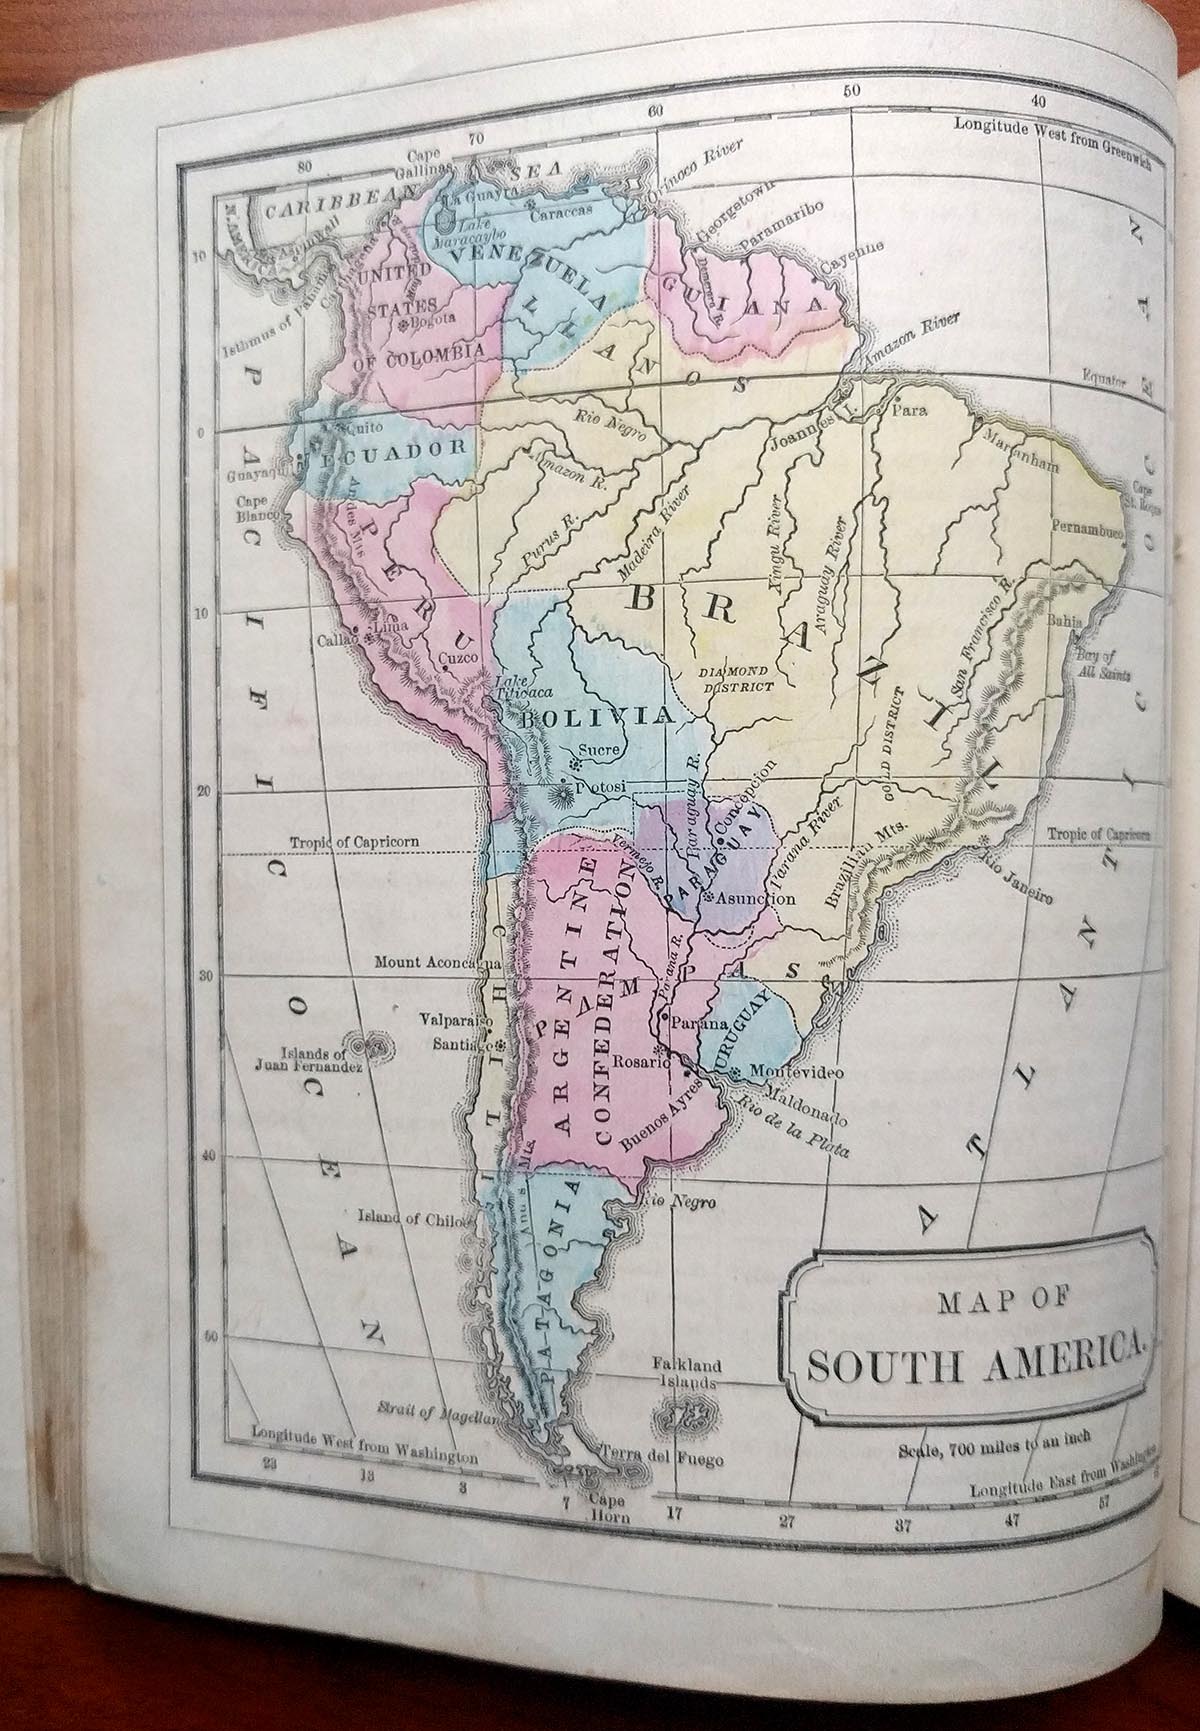 80
70
60
50
40
Longitude West from Greenwich
Cape
Gallinas
CARIBBEAN
SEA
N. AMERICA
Aspinwall
Isthmus of Panama
La Guayra
Caraccas
Lake
Maracaybo
Orinoco River
Georgetown
Paramaribo
Cayenne
Demerara R.
VENEZUELA
GUIANA
UNITED
STATES
Bogota
OF COLOMBIA
LLANOS
Amazon River
Equator
10
0
10
20
30
40
50
Quito
ECUADOR
Guayaquil
Cape
Blanco
Andes Mts.
Rio Negro
Amazon R.
Joannes I.
Para
Maranham
Cape
St. Roque
Pernambuco
Purus R.
Madeira River
Xingu River
Araguay River
San Francisco R.
Bahia
Bay of
All Saints
PERU
Lima
Callao
Cuzco
BRAZIL
DIAMOND
DISTRICT
GOLD DISTRICT
Lake
Titicaca
BOLIVIA
Sucre
Potosi
Paraguay R.
Concepcion
PARAGUAY
Asuncion
Parana River
Brazilian Mts.
Rio Janeiro
Tropic of Capricorn
Tropic of Capricorn
Vermejo R.
ARGENTINE
CONFEDERATION
PAMPAS
Parana R.
Mount Aconcagua
CHILI
Valparaiso
Santiago
Islands of
Juan Fernandez
Parana
Rosario
URUGUAY
Montevideo
Maldonado
Rio de la Plata
Buenos Ayres
Rio Negro
Island of Chiloe
PATAGONIA
Falkland
Islands
Strait of Magellan
Terra del Fuego
Cape
Horn
PACIFIC
OCEAN
ATLANTIC
OCEAN
MAP OF
SOUTH AMERICA.
Scale, 700 miles to an inch
Longitude West from Washington
Longitude East from Washington
23
13
3
7
17
27
37
47
57